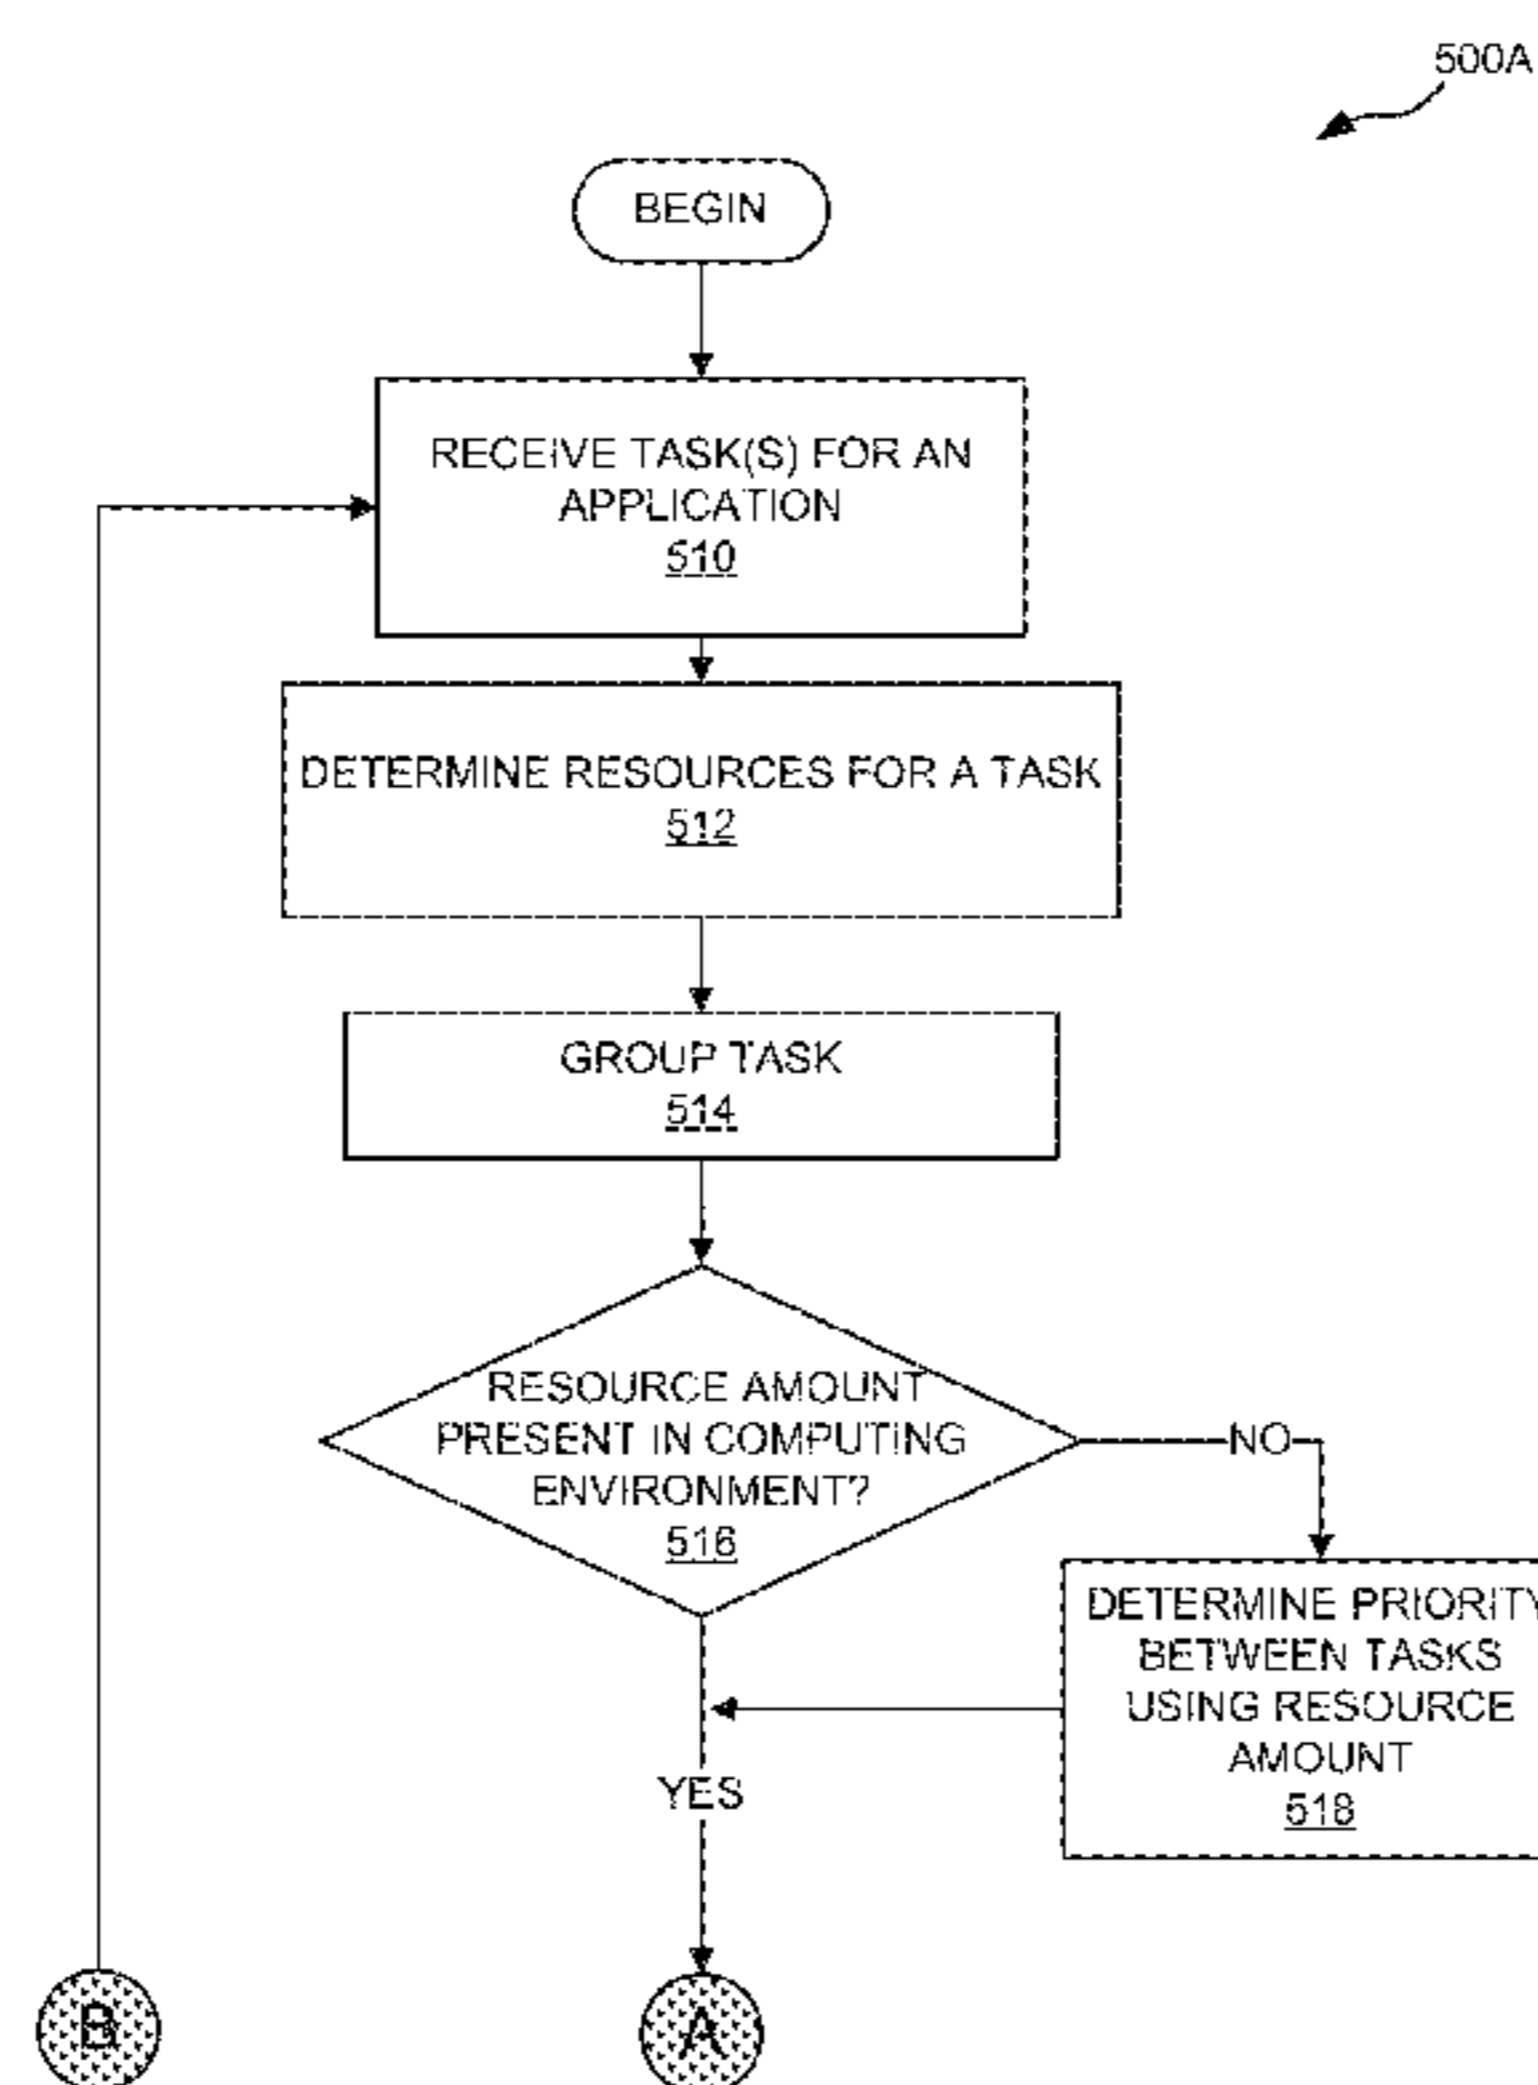 500A
BEGIN
RECEIVE TASK(S) FOR AN
APPLICATION
510
DETERMINE RESOURCES FOR A TASK
512
GROUP TASK
514
RESOURCE AMOUNT
PRESENT IN COMPUTING
ENVIRONMENT?
516
NO
DETERMINE PRIORITY
BETWEEN TASKS
USING RESOURCE
AMOUNT
518
YES
B
A